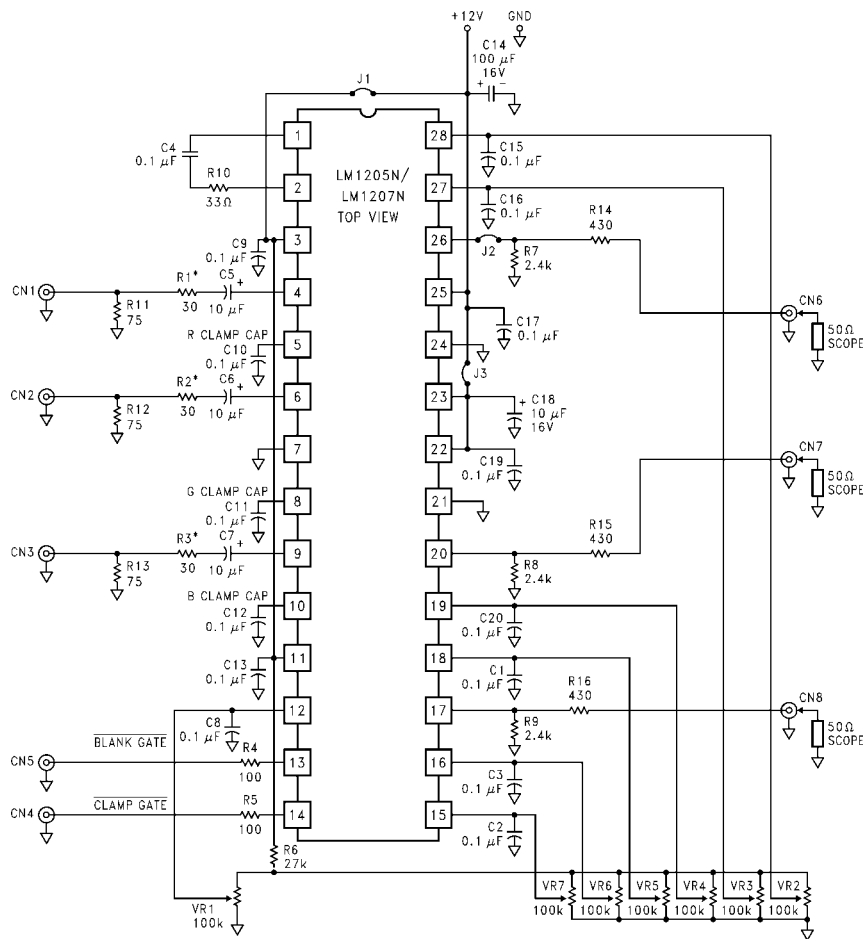 +12V GND
C14
100 μF
16V
+ −
J1
1
28
C4
0.1 μF
C15
0.1 μF
LM1205N/
LM1207N
TOP VIEW
R10
33Ω
2
27
C16
0.1 μF
R14
430
C9
0.1 μF
3
26
J2
R7
2.4k
CN1
R11
75
R1*
30
C5
+
10 μF
4
25
CN6
50Ω
SCOPE
C17
0.1 μF
R CLAMP CAP
C10
0.1 μF
5
24
J3
CN2
R12
75
R2*
30
C6
+
10 μF
6
23
+
C18
10 μF
16V
7
22
C19
0.1 μF
CN7
50Ω
SCOPE
G CLAMP CAP
C11
0.1 μF
8
21
R15
430
CN3
R13
75
R3*
30
C7
+
10 μF
9
20
R8
2.4k
B CLAMP CAP
C12
0.1 μF
10
19
C20
0.1 μF
C13
0.1 μF
11
18
C1
0.1 μF
R16
430
C8
0.1 μF
12
17
R9
2.4k
CN8
50Ω
SCOPE
BLANK GATE
CN5
R4
100
13
16
C3
0.1 μF
CLAMP GATE
CN4
R5
100
14
15
C2
0.1 μF
R6
27k
VR1
100k
VR7
100k
VR6
100k
VR5
100k
VR4
100k
VR3
100k
VR2
100k